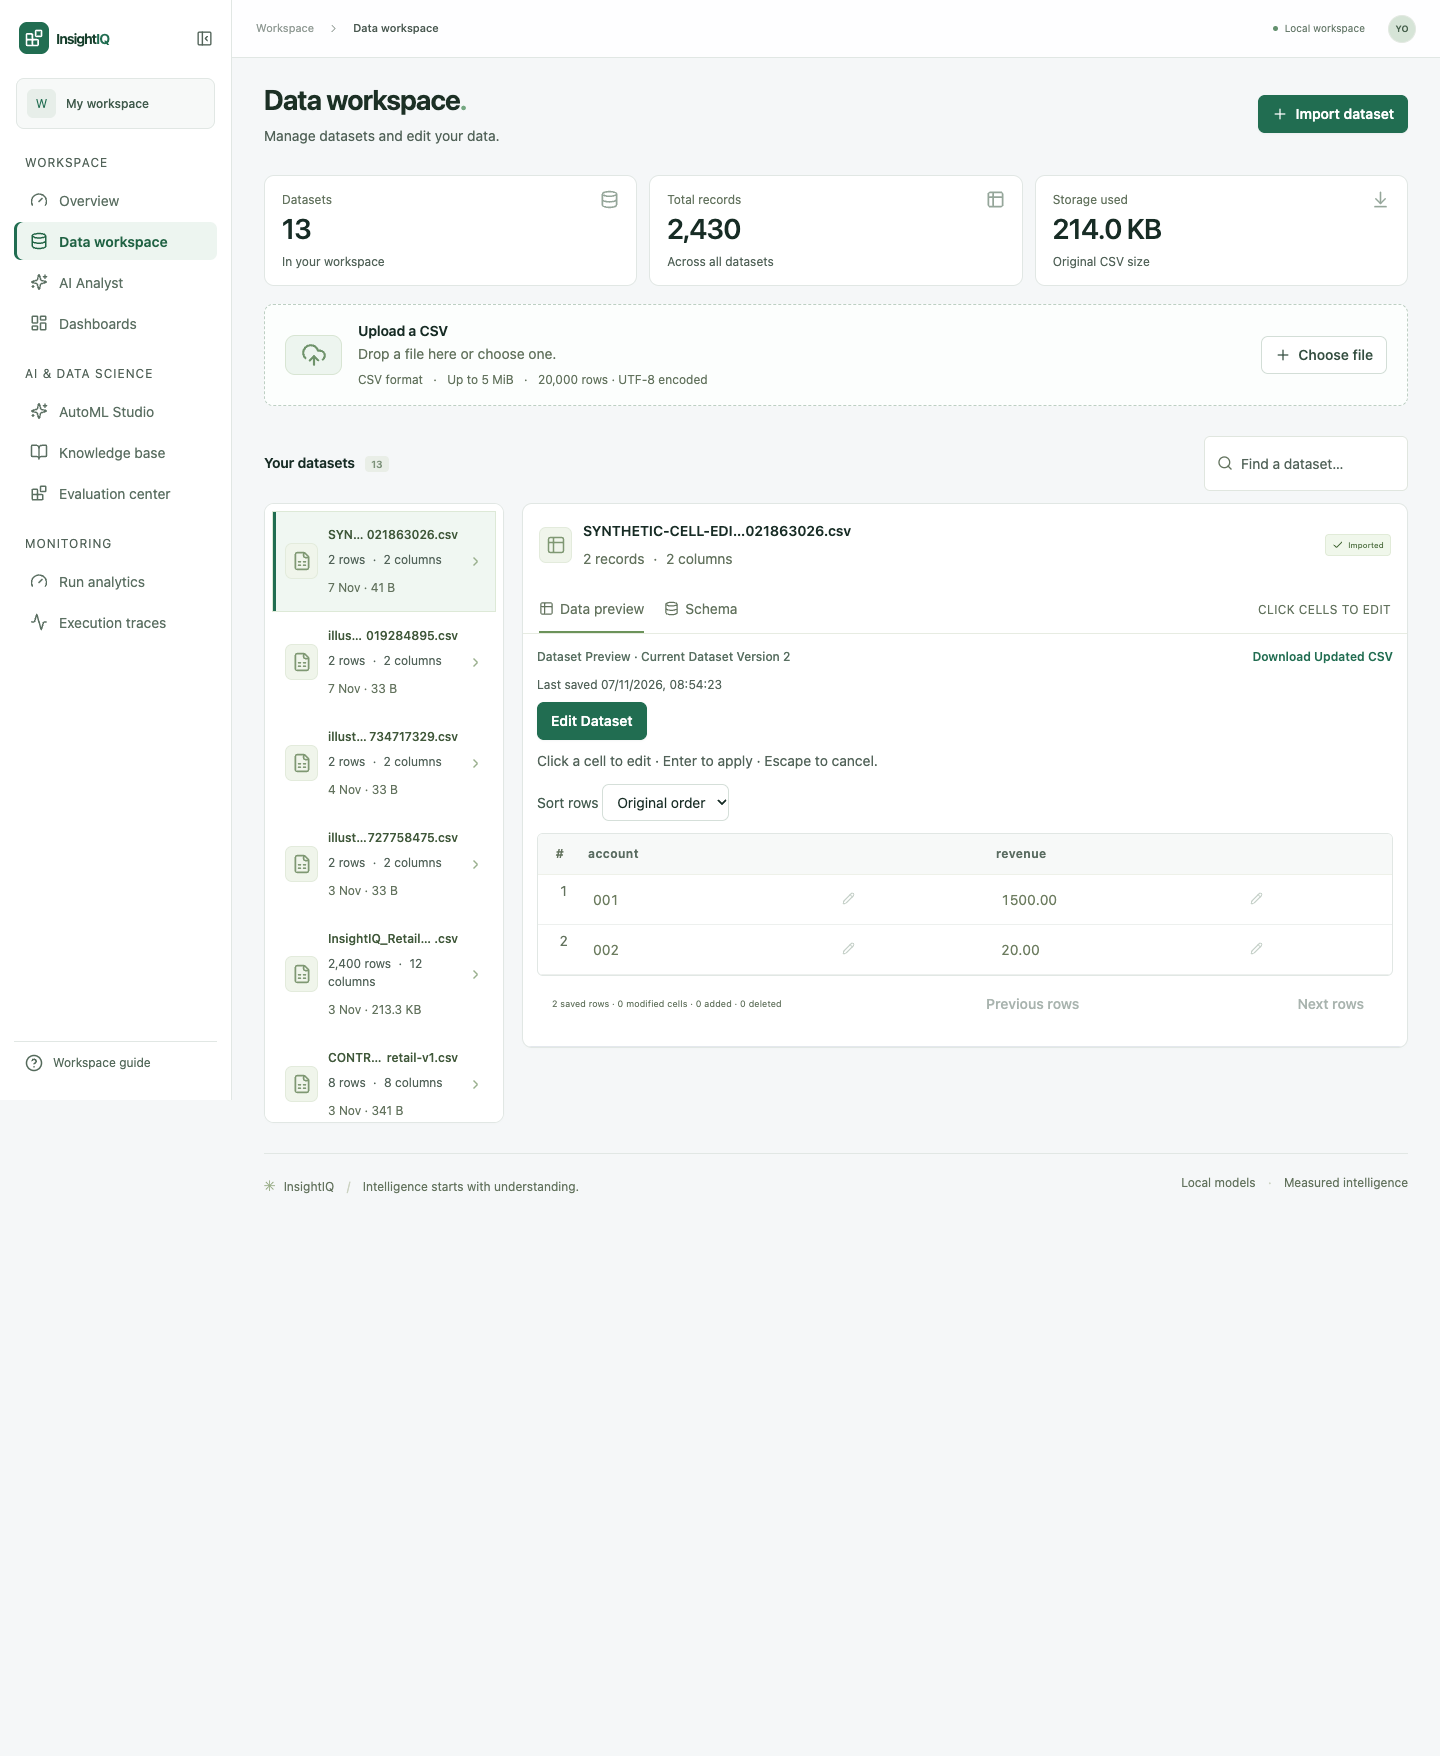 InsightIQ
W My workspace
WORKSPACE
Overview
Data workspace
AI Analyst
Dashboards
AI & DATA SCIENCE
AutoML Studio
Knowledge base
Evaluation center
MONITORING
Run analytics
Execution traces
Workspace guide
Workspace > Data workspace
Local workspace
YO
Data workspace.
Manage datasets and edit your data.
Import dataset
Datasets
13
In your workspace
Total records
2,430
Across all datasets
Storage used
214.0 KB
Original CSV size
Upload a CSV
Drop a file here or choose one.
CSV format · Up to 5 MiB · 20,000 rows · UTF-8 encoded
Choose file
Your datasets 13
Find a dataset...
SYN... 021863026.csv
2 rows · 2 columns
7 Nov · 41 B
illus... 019284895.csv
2 rows · 2 columns
7 Nov · 33 B
illust... 734717329.csv
2 rows · 2 columns
4 Nov · 33 B
illust... 727758475.csv
2 rows · 2 columns
3 Nov · 33 B
InsightIQ_Retail... .csv
2,400 rows · 12
columns
3 Nov · 213.3 KB
CONTR... retail-v1.csv
8 rows · 8 columns
3 Nov · 341 B
SYNTHETIC-CELL-EDI...021863026.csv
2 records · 2 columns
Imported
Data preview
Schema
CLICK CELLS TO EDIT
Dataset Preview · Current Dataset Version 2
Download Updated CSV
Last saved 07/11/2026, 08:54:23
Edit Dataset
Click a cell to edit · Enter to apply · Escape to cancel.
Sort rows Original order
# account revenue
1 001 1500.00
2 002 20.00
2 saved rows · 0 modified cells · 0 added · 0 deleted
Previous rows
Next rows
InsightIQ / Intelligence starts with understanding.
Local models · Measured intelligence